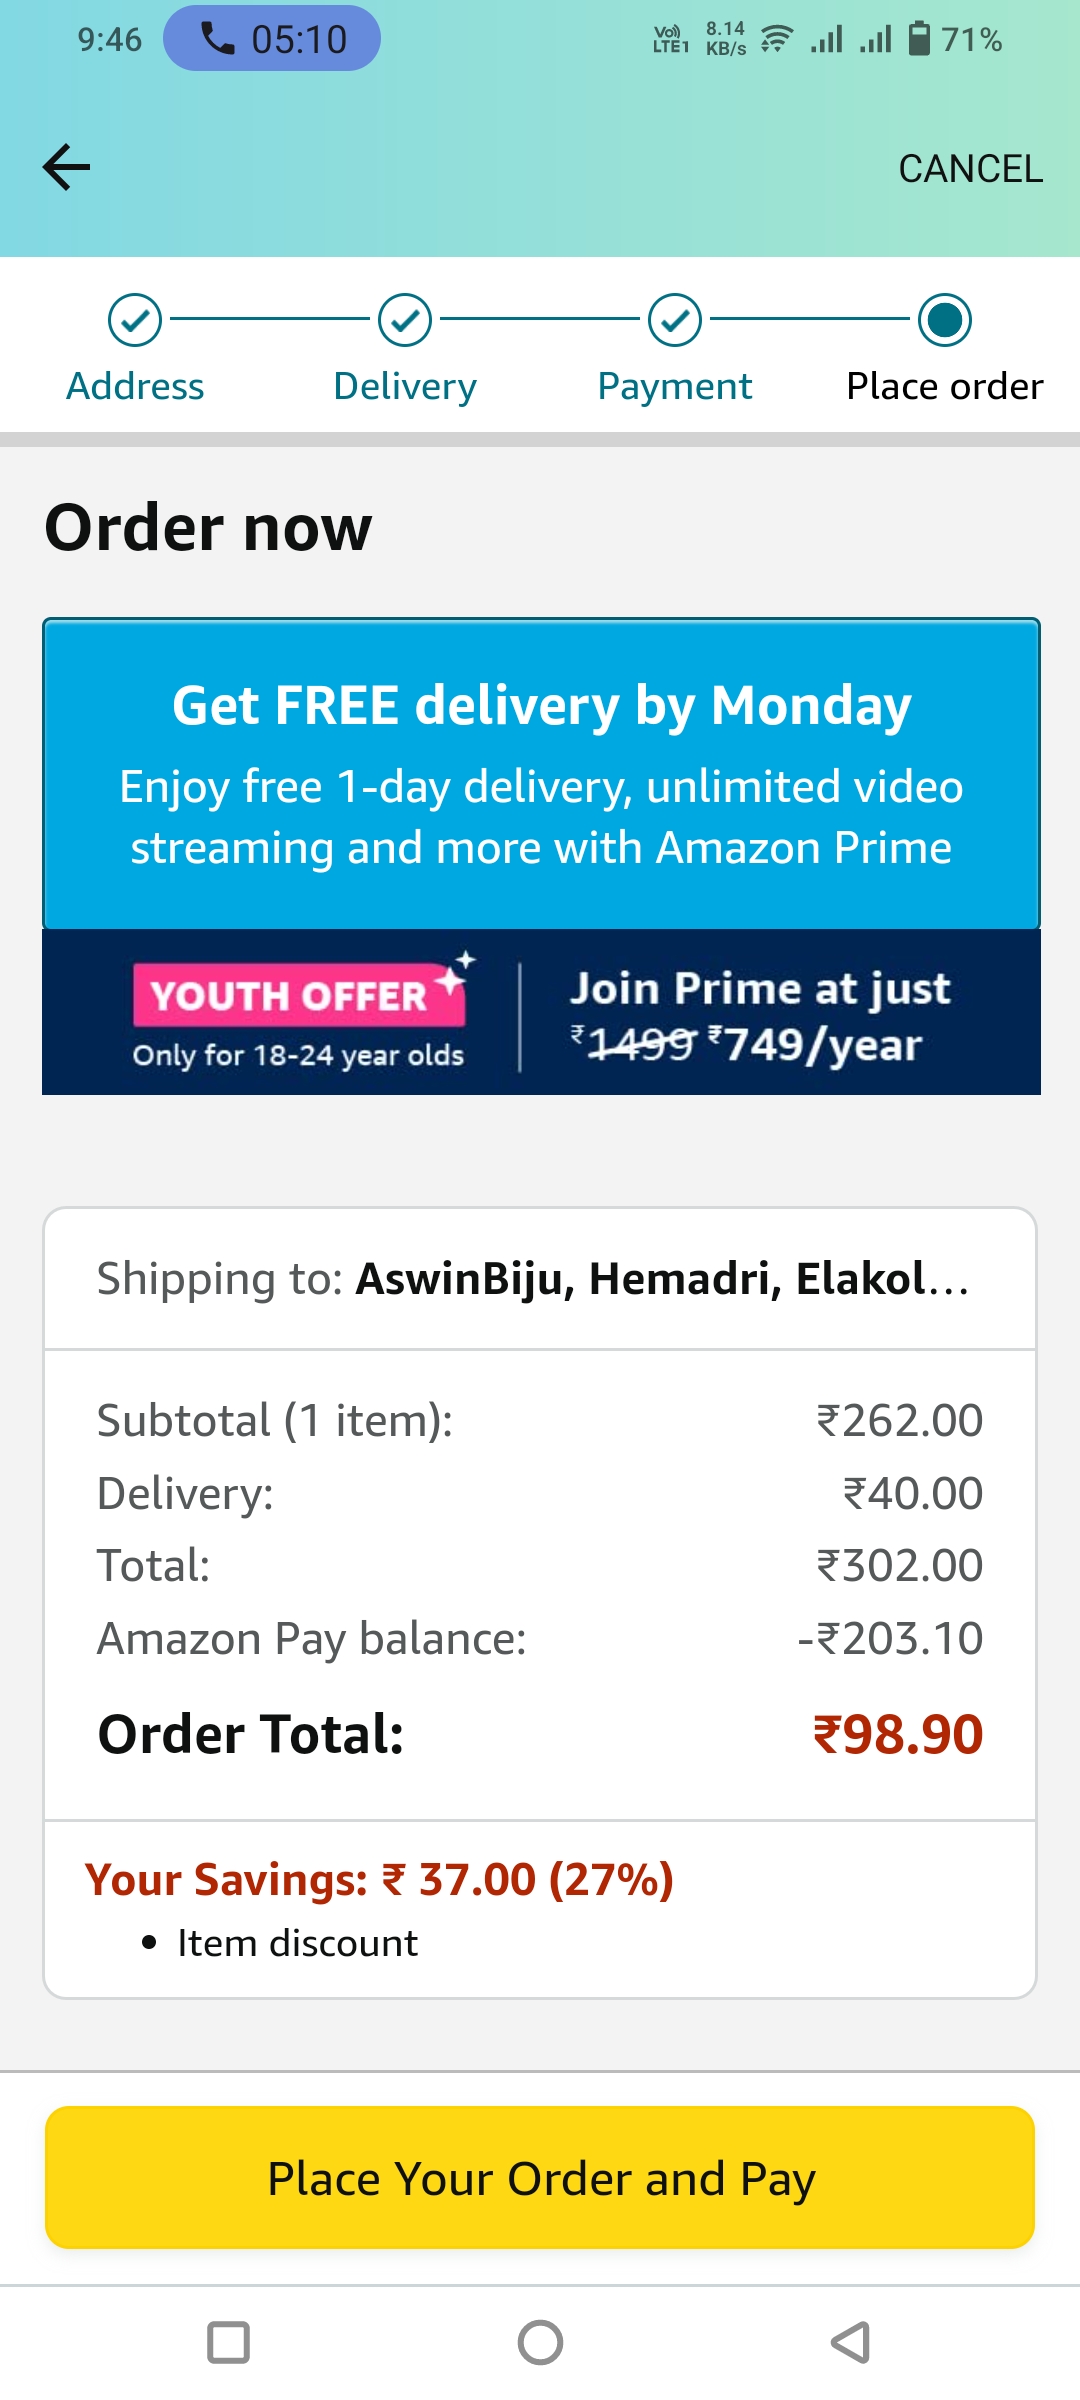 9:46 05:10 Vo)) LTE1 8.14 KB/s 71%
CANCEL
Address Delivery Payment Place order
Order now
Get FREE delivery by Monday
Enjoy free 1-day delivery, unlimited video
streaming and more with Amazon Prime
YOUTH OFFER
Only for 18-24 year olds
Join Prime at just
₹1499 ₹749/year
Shipping to: AswinBiju, Hemadri, Elakol...
Subtotal (1 item): ₹262.00
Delivery: ₹40.00
Total: ₹302.00
Amazon Pay balance: -₹203.10
Order Total: ₹98.90
Your Savings: ₹ 37.00 (27%)
• Item discount
Place Your Order and Pay